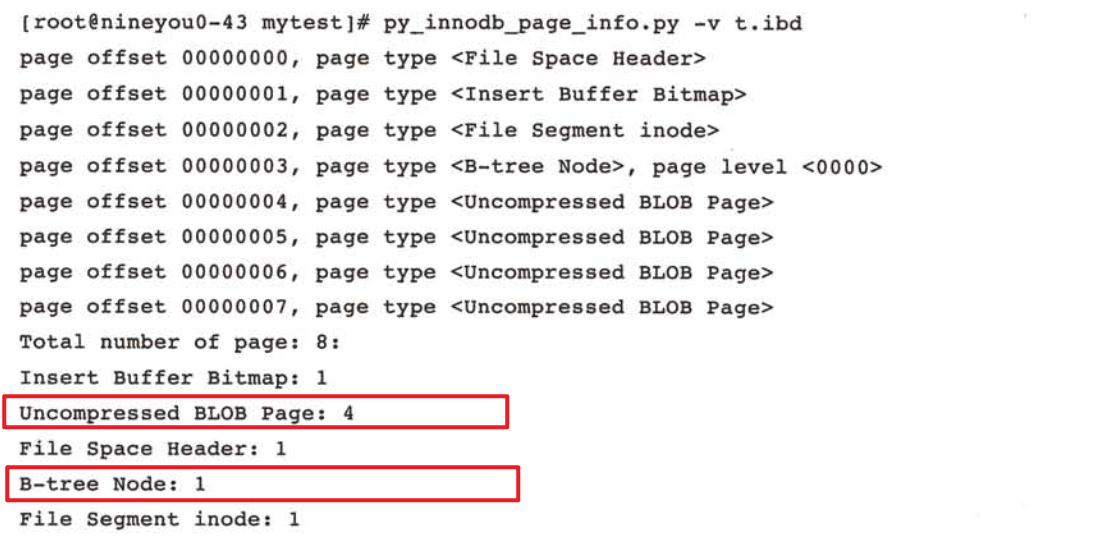 [root@nineyou0-43 mytest]# py_innodb_page_info.py -v t.ibd
page offset 00000000, page type <File Space Header>
page offset 00000001, page type <Insert Buffer Bitmap>
page offset 00000002, page type <File Segment inode>
page offset 00000003, page type <B-tree Node>, page level <0000>
page offset 00000004, page type <Uncompressed BLOB Page>
page offset 00000005, page type <Uncompressed BLOB Page>
page offset 00000006, page type <Uncompressed BLOB Page>
page offset 00000007, page type <Uncompressed BLOB Page>
Total number of page: 8:
Insert Buffer Bitmap: 1
Uncompressed BLOB Page: 4
File Space Header: 1
B-tree Node: 1
File Segment inode: 1